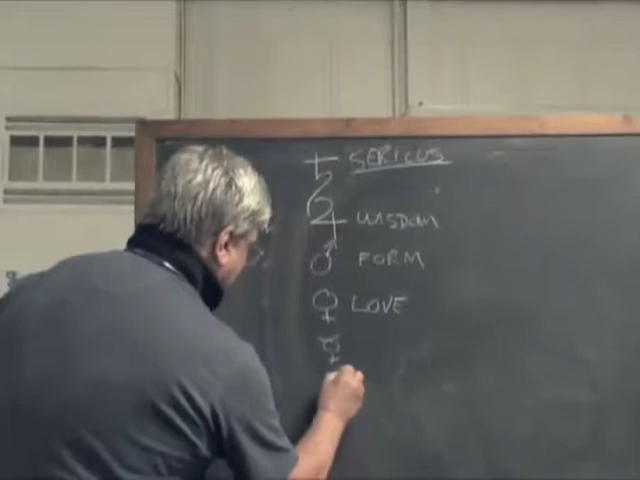 ♄ SERIOUS
♃ WISDOM
♂ FORM
♀ LOVE
☿